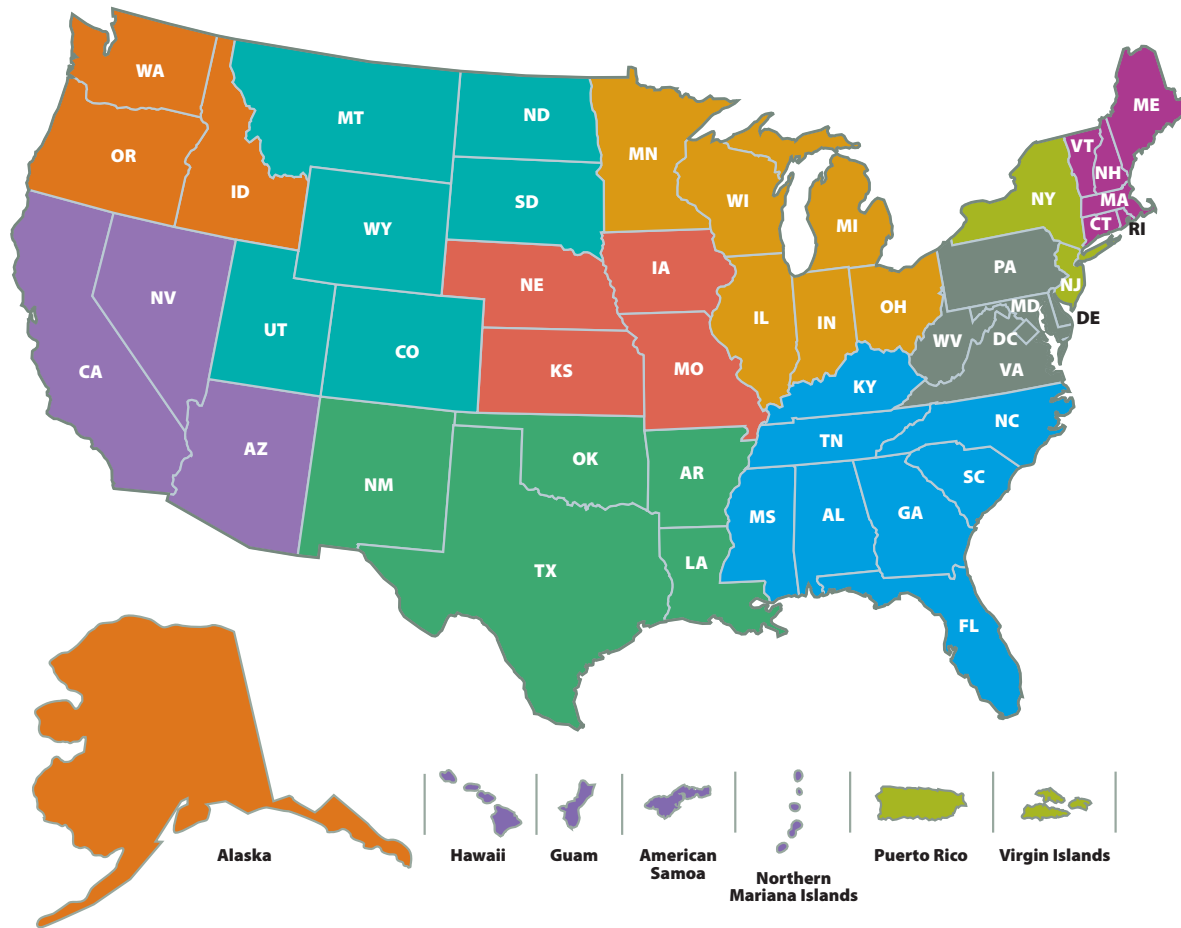 WA
MT
ND
MN
ME
VT
NH
OR
ID
SD
WI
MI
NY
MA
CT
RI
WY
NE
IA
PA
NJ
NV
UT
CO
IL
IN
OH
MD
DE
WV
DC
VA
CA
KS
MO
KY
AZ
NM
OK
AR
TN
NC
SC
MS
AL
GA
TX
LA
FL
Alaska
Hawaii
Guam
American
Samoa
Northern
Mariana Islands
Puerto Rico
Virgin Islands